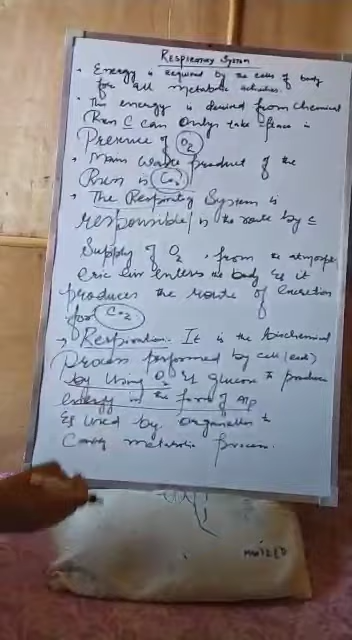 Respiratory System
• Energy is required by the cells of body
for all metabolic activities.
• This energy is derived from chemical
Rxn C can only take place in
Presence of O2
• Main waste product of the
Rxn is CO2
• The Respiratory System is
responsible / is the route by C
Supply of O2, from the atmosph
eric air enters the body & it
produces the route of excretion
for CO2
→ Respiration. It is the biochemical
Process performed by cell
by using O2 & glucose to produce
energy in the form of ATP
& used by organelles to
Carry metabolic process.